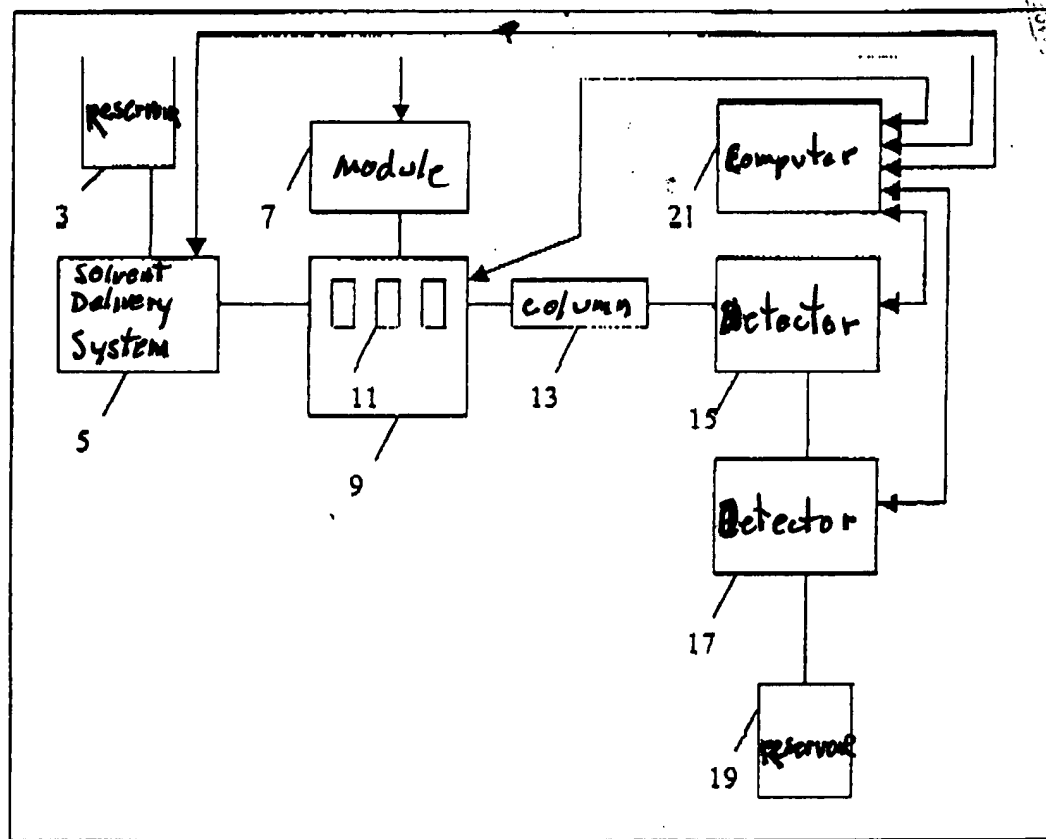 Reservoir
3
Module
7
Computer
21
Solvent
Delivery
System
5
11
9
Column
13
Detector
15
Detector
17
Reservoir
19